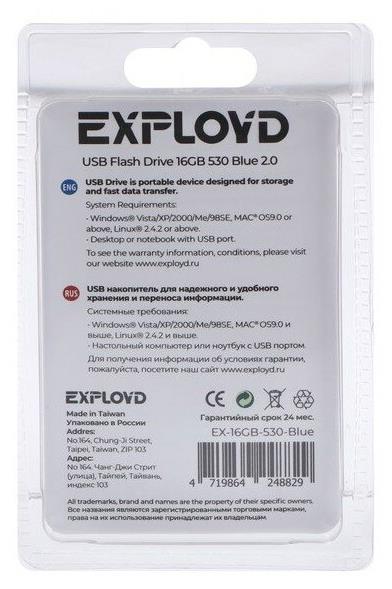 EXPLOYD
USB Flash Drive 16GB 530 Blue 2.0
ENG
USB Drive is portable device designed for storage
and fast data transfer.
System Requirements:
- Windows® Vista/XP/2000/Me/98SE, MAC® OS9.0 or
above, Linux® 2.4.2 or above.
- Desktop or notebook with USB port.
To see the warranty information, conditions, please visit
our website www.exployd.ru
RUS
USB накопитель для надежного и удобного
хранения и переноса информации.
Системные требования:
- Windows® Vista/XP/2000/Me/98SE, MAC® OS9.0 и
выше, Linux® 2.4.2 и выше.
- Настольный компьютер или ноутбук с USB портом.
Для получения информации об условиях гарантии,
пожалуйста, посетите наш сайт www.exployd.ru
EXPLOYD
Made in Taiwan
Упаковано в России
Addres:
No.164, Chung-Ji Street,
Taipei, Taiwan, ZIP 103
Адрес:
No 164. Чанг-Джи Стрит
(улица), Тайпей, Тайвань,
индекс 103
CE
Гарантийный срок 24 мес.
EX-16GB-530-Blue
4 719864 248829
All trademarks, brand and names are the property of their specific owners.
Все названия являются зарегистрированными торговыми марками,
права на их использование принадлежат их владельцам.